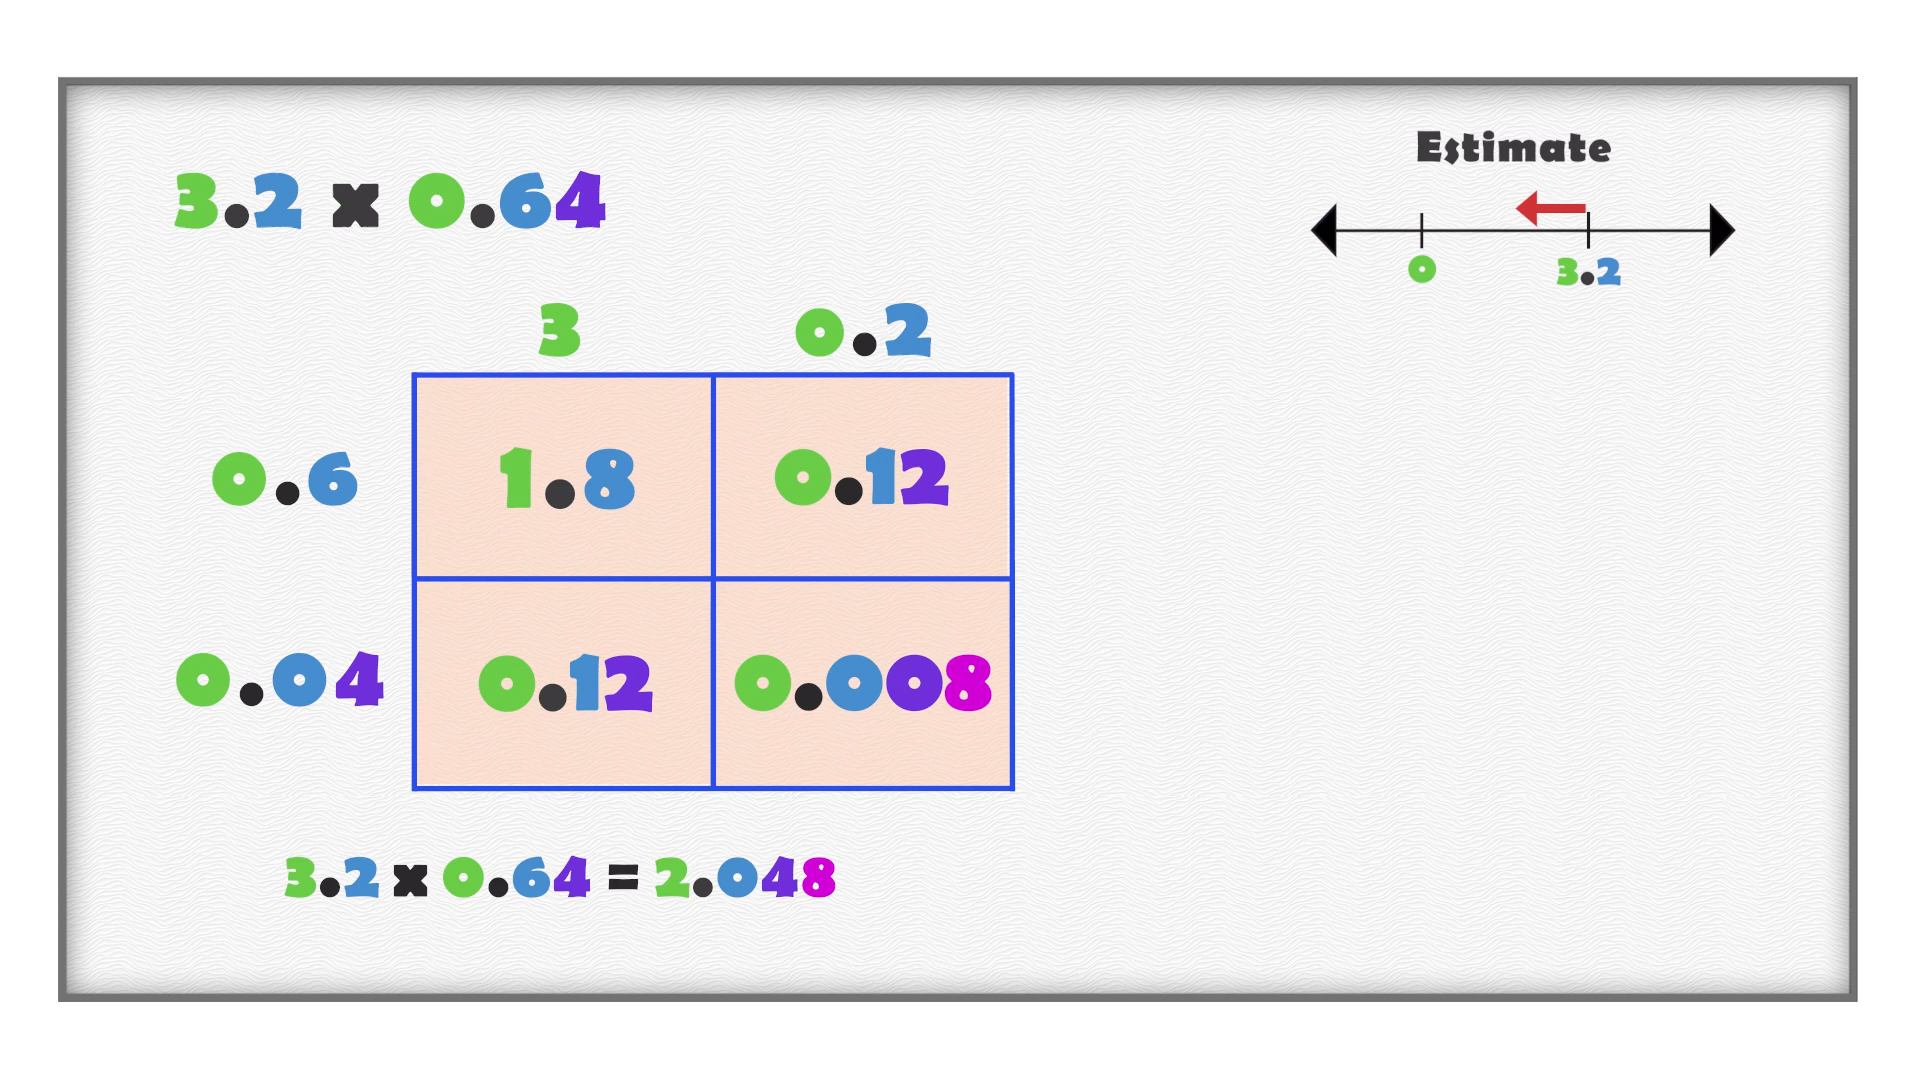 Estimate
3.2 x 0.64
0 3.2
3 0.2
0.6 1.8 0.12
0.04 0.12 0.008
3.2 x 0.64 = 2.048